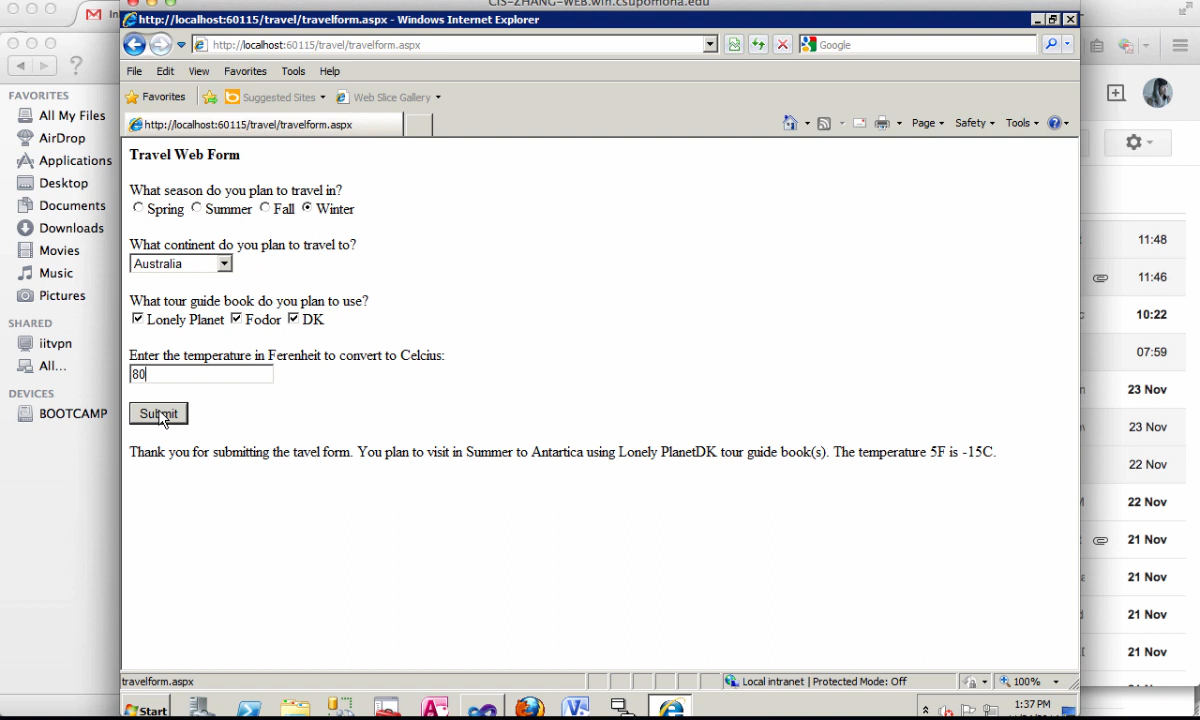 CIS-ZHANG-WEB.win.csupomona.edu
http://localhost:60115/travel/travelform.aspx - Windows Internet Explorer
http://localhost:60115/travel/travelform.aspx
Google
File Edit View Favorites Tools Help
Favorites Suggested Sites Web Slice Gallery
http://localhost:60115/travel/travelform.aspx
Page Safety Tools
Travel Web Form
What season do you plan to travel in?
Spring Summer Fall Winter
What continent do you plan to travel to?
Australia
What tour guide book do you plan to use?
Lonely Planet Fodor DK
Enter the temperature in Ferenheit to convert to Celcius:
80
Submit
Thank you for submitting the tavel form. You plan to visit in Summer to Antartica using Lonely PlanetDK tour guide book(s). The temperature 5F is -15C.
travelform.aspx
Local intranet | Protected Mode: Off
100%
Start
1:37 PM
FAVORITES
All My Files
AirDrop
Applications
Desktop
Documents
Downloads
Movies
Music
Pictures
SHARED
iitvpn
All...
DEVICES
BOOTCAMP
11:48
11:46
10:22
07:59
23 Nov
23 Nov
22 Nov
22 Nov
21 Nov
21 Nov
21 Nov
21 Nov